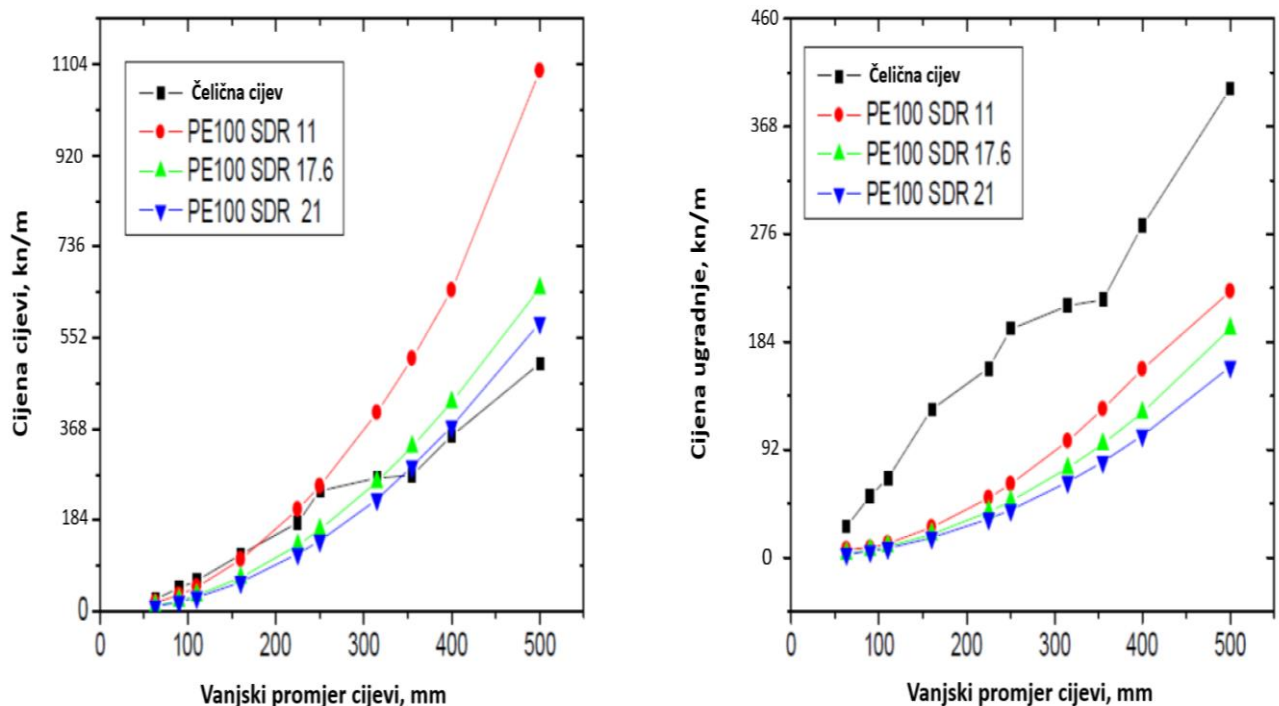 1104
920
736
552
368
184
0
Cijena cijevi, kn/m
Čelična cijev
PE100 SDR 11
PE100 SDR 17.6
PE100 SDR 21
0 100 200 300 400 500
Vanjski promjer cijevi, mm
460
368
276
184
92
0
Cijena ugradnje, kn/m
Čelična cijev
PE100 SDR 11
PE100 SDR 17.6
PE100 SDR 21
0 100 200 300 400 500
Vanjski promjer cijevi, mm